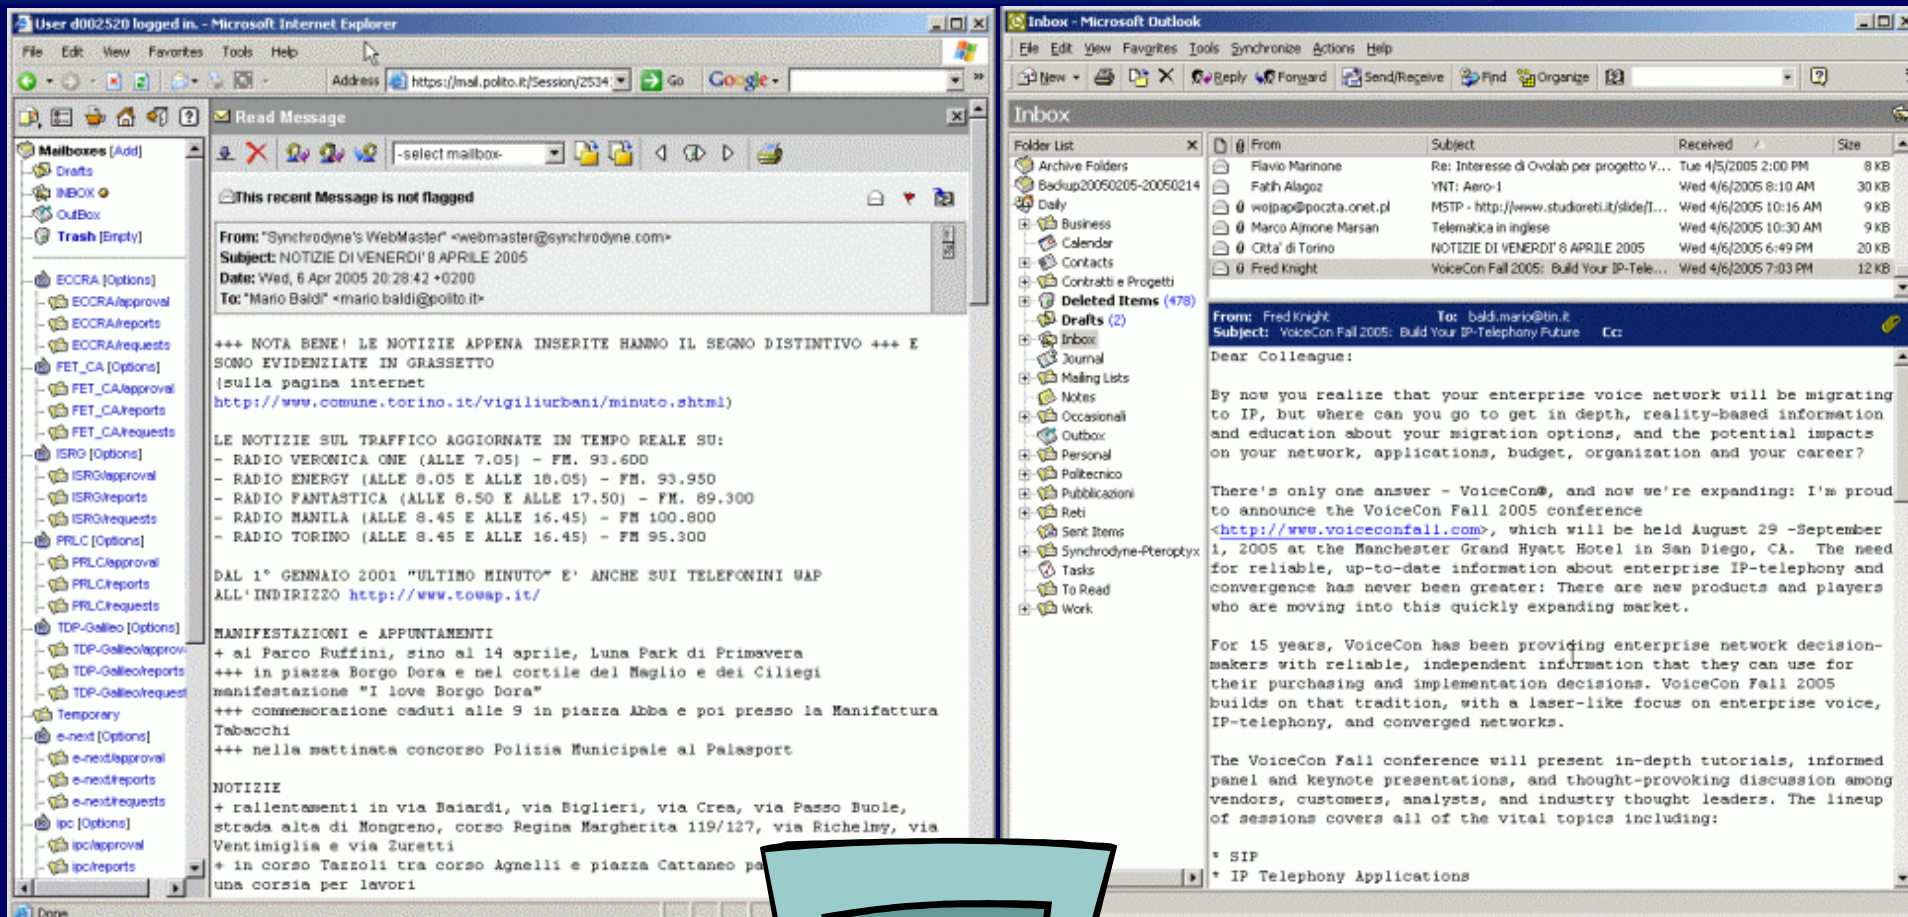 User d002520 logged in. - Microsoft Internet Explorer
File Edit View Favorites Tools Help
Address https://mail.polito.it/Session/2534 Go Google
Mailboxes [Add]
Drafts
INBOX
OutBox
Trash [Empty]
ECCRA [Options]
ECCRA/approval
ECCRA/reports
ECCRA/requests
FET_CA [Options]
FET_CA/approval
FET_CA/reports
FET_CA/requests
ISRG [Options]
ISRG/approval
ISRG/reports
ISRG/requests
PRLC [Options]
PRLC/approval
PRLC/reports
PRLC/requests
TDP-Galileo [Options]
TDP-Galileo/approv
TDP-Galileo/reports
TDP-Galileo/request
Temporary
e-next [Options]
e-next/approval
e-next/reports
e-next/requests
ipc [Options]
ipc/approval
ipc/reports
Read Message
-select mailbox-
This recent Message is not flagged
From: "Synchrodyne's WebMaster" <webmaster@synchrodyne.com>
Subject: NOTIZIE DI VENERDI' 8 APRILE 2005
Date: Wed, 6 Apr 2005 20:28:42 +0200
To: "Mario Baldi" <mario.baldi@polito.it>
+++ NOTA BENE! LE NOTIZIE APPENA INSERITE HANNO IL SEGNO DISTINTIVO +++ E
SONO EVIDENZIATE IN GRASSETTO
(sulla pagina internet
http://www.comune.torino.it/vigiliurbani/minuto.shtml)
LE NOTIZIE SUL TRAFFICO AGGIORNATE IN TEMPO REALE SU:
- RADIO VERONICA ONE (ALLE 7.05) - FM. 93.600
- RADIO ENERGY (ALLE 8.05 E ALLE 18.05) - FM. 93.950
- RADIO FANTASTICA (ALLE 8.50 E ALLE 17.50) - FM. 89.300
- RADIO MANILA (ALLE 8.45 E ALLE 16.45) - FM 100.800
- RADIO TORINO (ALLE 8.45 E ALLE 16.45) - FM 95.300
DAL 1° GENNAIO 2001 "ULTIMO MINUTO" E' ANCHE SUI TELEFONINI WAP
ALL'INDIRIZZO http://www.towap.it/
MANIFESTAZIONI e APPUNTAMENTI
+ al Parco Ruffini, sino al 14 aprile, Luna Park di Primavera
+++ in piazza Borgo Dora e nel cortile del Maglio e dei Ciliegi
manifestazione "I love Borgo Dora"
+++ commemorazione caduti alle 9 in piazza Abba e poi presso la Manifattura
Tabacchi
+++ nella mattinata concorso Polizia Municipale al Palasport
NOTIZIE
+ rallentamenti in via Baiardi, via Biglieri, via Crea, via Passo Buole,
strada alta di Mongreno, corso Regina Margherita 119/127, via Richelmy, via
Ventimiglia e via Zuretti
+ in corso Tazzoli tra corso Agnelli e piazza Cattaneo
una corsia per lavori
Done
Inbox - Microsoft Outlook
File Edit View Favorites Tools Synchronize Actions Help
New Reply Forward Send/Receive Find Organize
Inbox
Folder List
Archive Folders
Backup20050205-20050214
Daily
Business
Calendar
Contacts
Contratti e Progetti
Deleted Items (478)
Drafts (2)
Inbox
Journal
Mailing Lists
Notes
Occasionali
Outbox
Personal
Politecnico
Pubblicazioni
Reti
Sent Items
Synchrodyne-Pteroptyx
Tasks
To Read
Work
From Subject Received Size
Flavio Marinone Re: Interesse di Ovolab per progetto V... Tue 4/5/2005 2:00 PM 8 KB
Fatih Alagoz YNT: Aero-1 Wed 4/6/2005 8:10 AM 30 KB
wojpap@poczta.onet.pl MSTP - http://www.studioreti.it/slide/I... Wed 4/6/2005 10:16 AM 9 KB
Marco Ajmone Marsan Telematica in inglese Wed 4/6/2005 10:30 AM 9 KB
Citta' di Torino NOTIZIE DI VENERDI' 8 APRILE 2005 Wed 4/6/2005 6:49 PM 20 KB
Fred Knight VoiceCon Fall 2005: Build Your IP-Tele... Wed 4/6/2005 7:03 PM 12 KB
From: Fred Knight To: baldi.mario@tin.it
Subject: VoiceCon Fall 2005: Build Your IP-Telephony Future Cc:
Dear Colleague:
By now you realize that your enterprise voice network will be migrating
to IP, but where can you go to get in depth, reality-based information
and education about your migration options, and the potential impacts
on your network, applications, budget, organization and your career?
There's only one answer - VoiceCon®, and now we're expanding: I'm proud
to announce the VoiceCon Fall 2005 conference
<http://www.voiceconfall.com>, which will be held August 29 -September
1, 2005 at the Manchester Grand Hyatt Hotel in San Diego, CA. The need
for reliable, up-to-date information about enterprise IP-telephony and
convergence has never been greater: There are new products and players
who are moving into this quickly expanding market.
For 15 years, VoiceCon has been providing enterprise network decision-
makers with reliable, independent information that they can use for
their purchasing and implementation decisions. VoiceCon Fall 2005
builds on that tradition, with a laser-like focus on enterprise voice,
IP-telephony, and converged networks.
The VoiceCon Fall conference will present in-depth tutorials, informed
panel and keynote presentations, and thought-provoking discussion among
vendors, customers, analysts, and industry thought leaders. The lineup
of sessions covers all of the vital topics including:
* SIP
* IP Telephony Applications